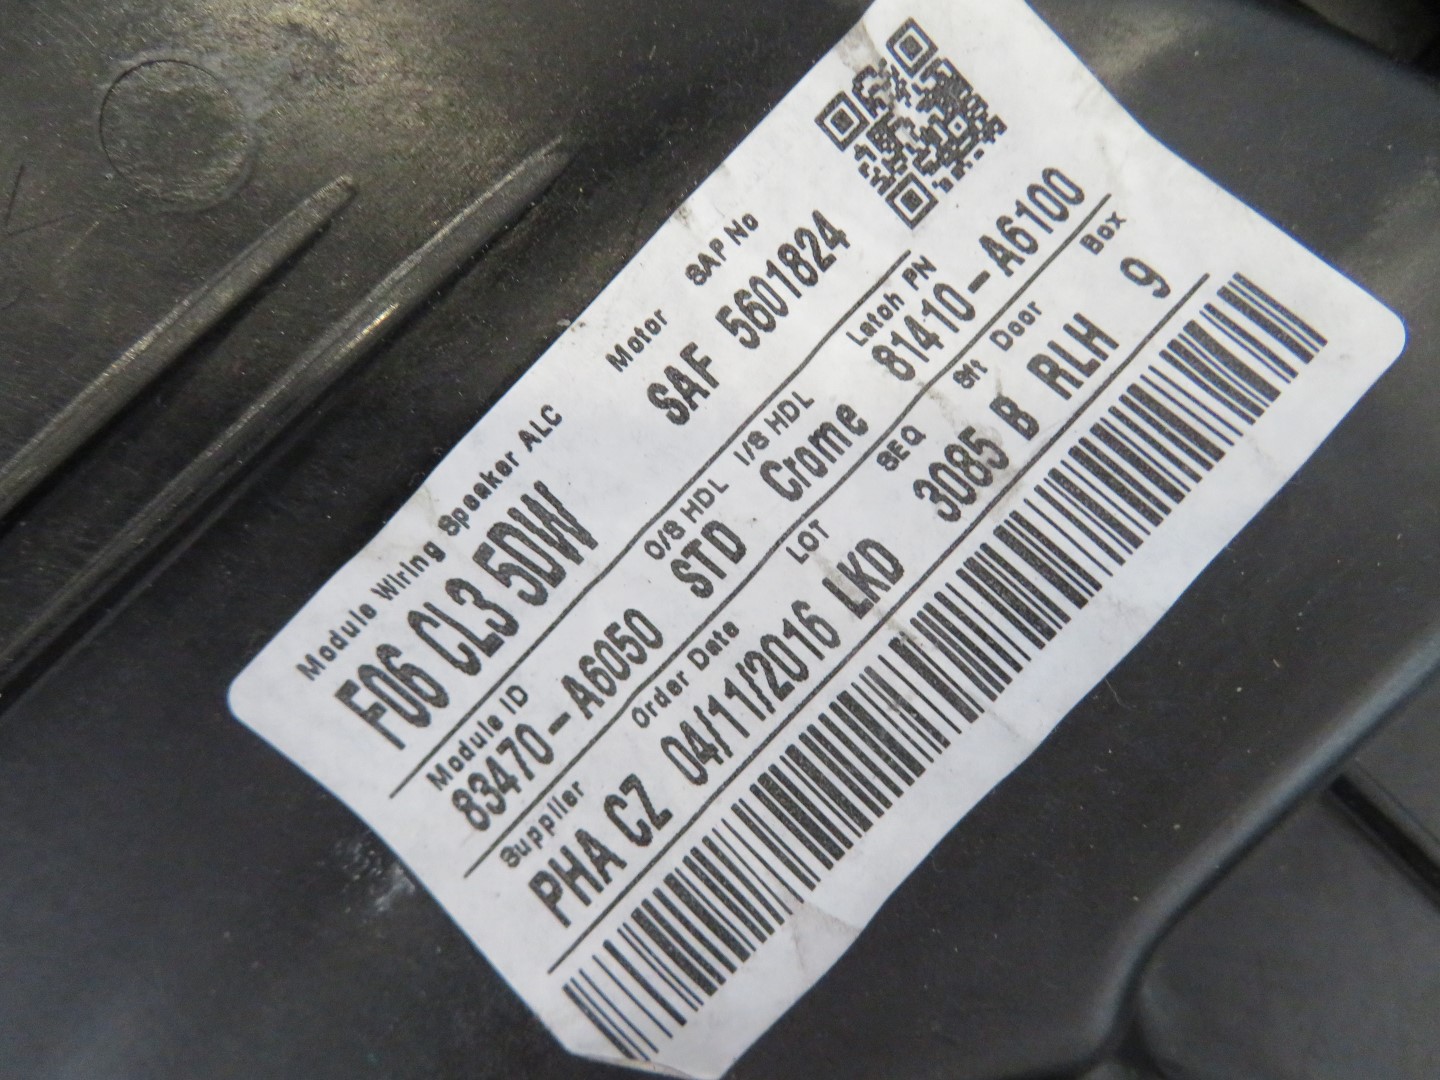 Module Wiring Speaker ALC Motor SAP No
F06 CL3 5DW SAF 5601824
Module ID O/S HDL I/S HDL Latch PN
83470-A6050 STD Crome 81410-A6100
Supplier Order Date LOT SEQ Sft Door Box
PHA CZ 04/11/2016 LKD 3085 B RLH 9